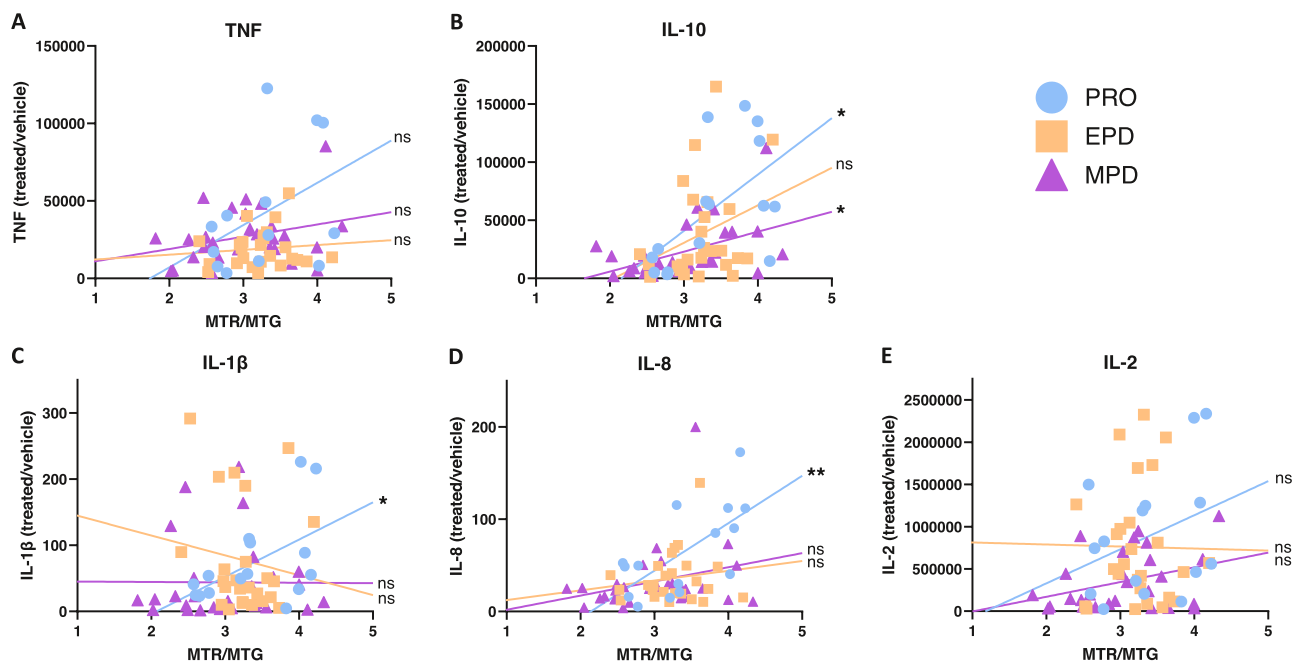 A
TNF
TNF (treated/vehicle)
150000
100000
50000
0
1 2 3 4 5
MTR/MTG
ns
ns
ns
B
IL-10
IL-10 (treated/vehicle)
200000
150000
100000
50000
0
1 2 3 4 5
MTR/MTG
*
ns
*
PRO
EPD
MPD
C
IL-1β
IL-1β (treated/vehicle)
300
200
100
0
1 2 3 4 5
MTR/MTG
*
ns
ns
D
IL-8
IL-8 (treated/vehicle)
200
100
0
1 2 3 4 5
MTR/MTG
**
ns
ns
E
IL-2
IL-2 (treated/vehicle)
2500000
2000000
1500000
1000000
500000
0
1 2 3 4 5
MTR/MTG
ns
ns
ns